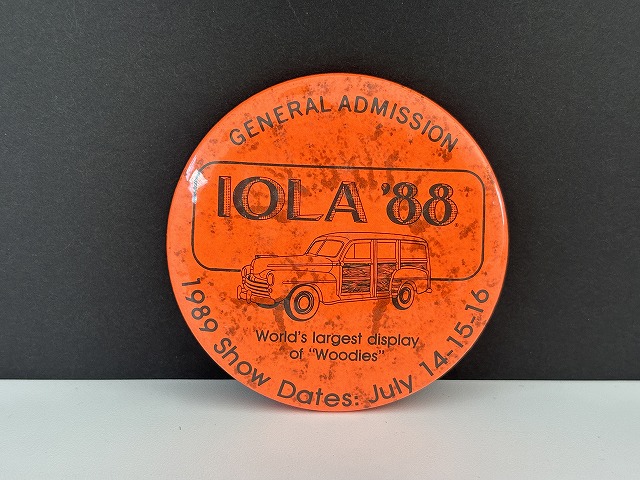 GENERAL ADMISSION
IOLA '88
World's largest display
of "Woodies"
1989 Show Dates: July 14-15-16